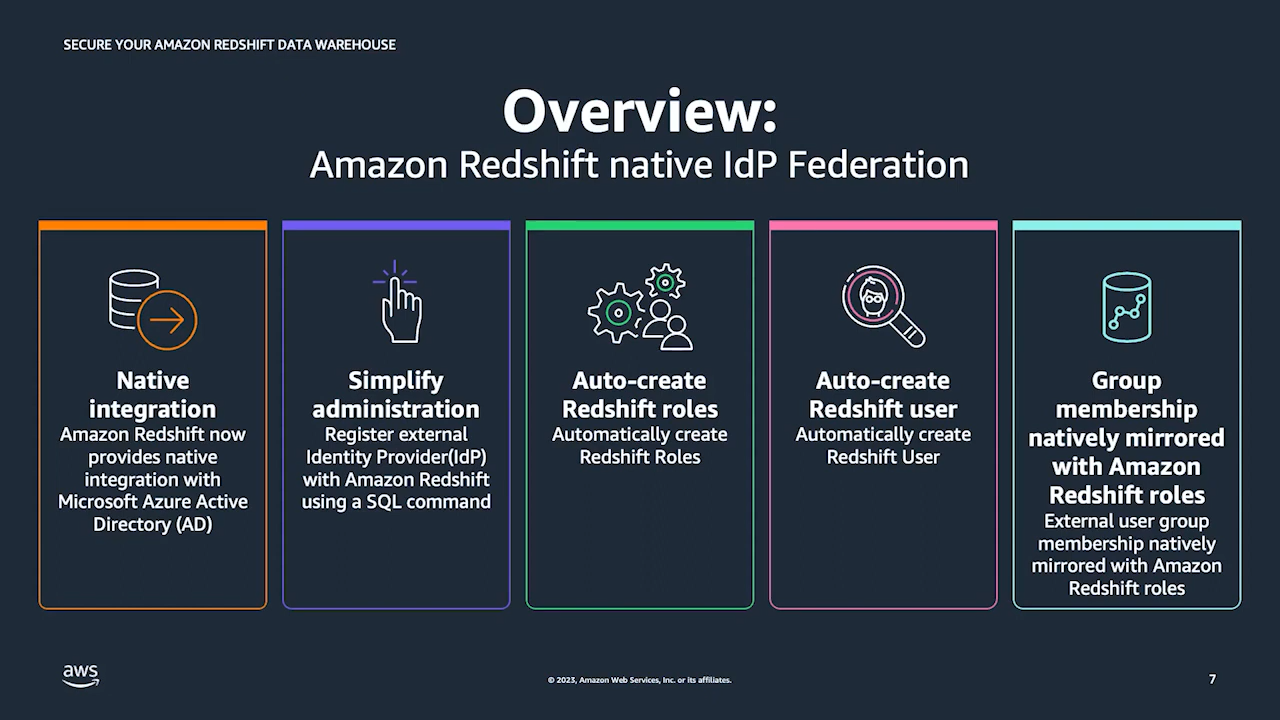 SECURE YOUR AMAZON REDSHIFT DATA WAREHOUSE
Overview:
Amazon Redshift native IdP Federation
Native
integration
Amazon Redshift now
provides native
integration with
Microsoft Azure Active
Directory (AD)
Simplify
administration
Register external
Identity Provider(IdP)
with Amazon Redshift
using a SQL command
Auto-create
Redshift roles
Automatically create
Redshift Roles
Auto-create
Redshift user
Automatically create
Redshift User
Group
membership
natively mirrored
with Amazon
Redshift roles
External user group
membership natively
mirrored with Amazon
Redshift roles
aws
© 2023, Amazon Web Services, Inc. or its affiliates.
7